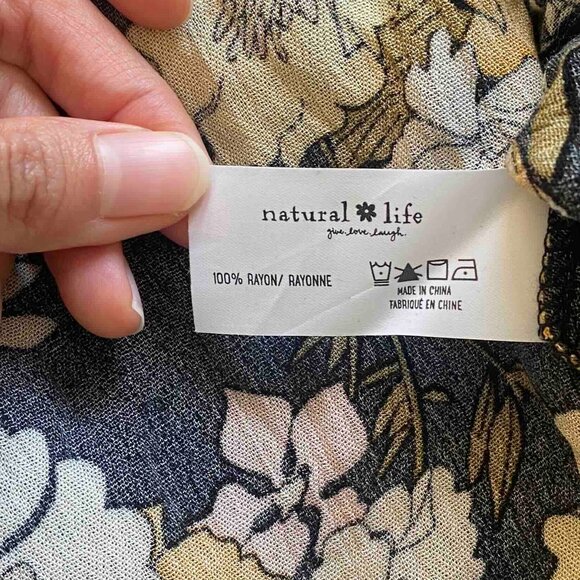 natural life
give. love. laugh.
100% RAYON/ RAYONNE
MADE IN CHINA
FABRIQUÉ EN CHINE